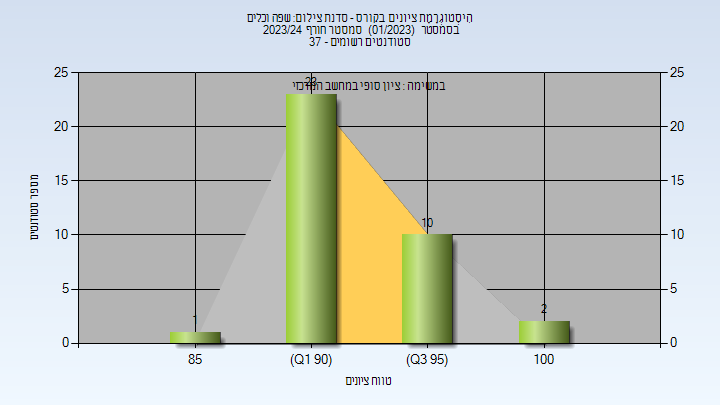 היסטוגרמת ציונים בקורס - סדנת צילום: שפה וכלים
בסמסטר (01/2023) סמסטר חורף 2023/24
סטודנטים רשומים - 37
במשימה : ציון סופי במחשב המרכזי
מספר סטודנטים
25
20
15
10
5
0
25
20
15
10
5
0
1
23
10
2
85
(Q1 90)
(Q3 95)
100
טווח ציונים